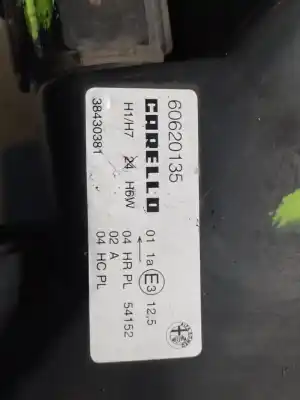 60620135
CARELLO
H1/H7 24 H6W
38430381
01 1a E3 12,5
04 HR PL 54152
02 A
04 HC PL